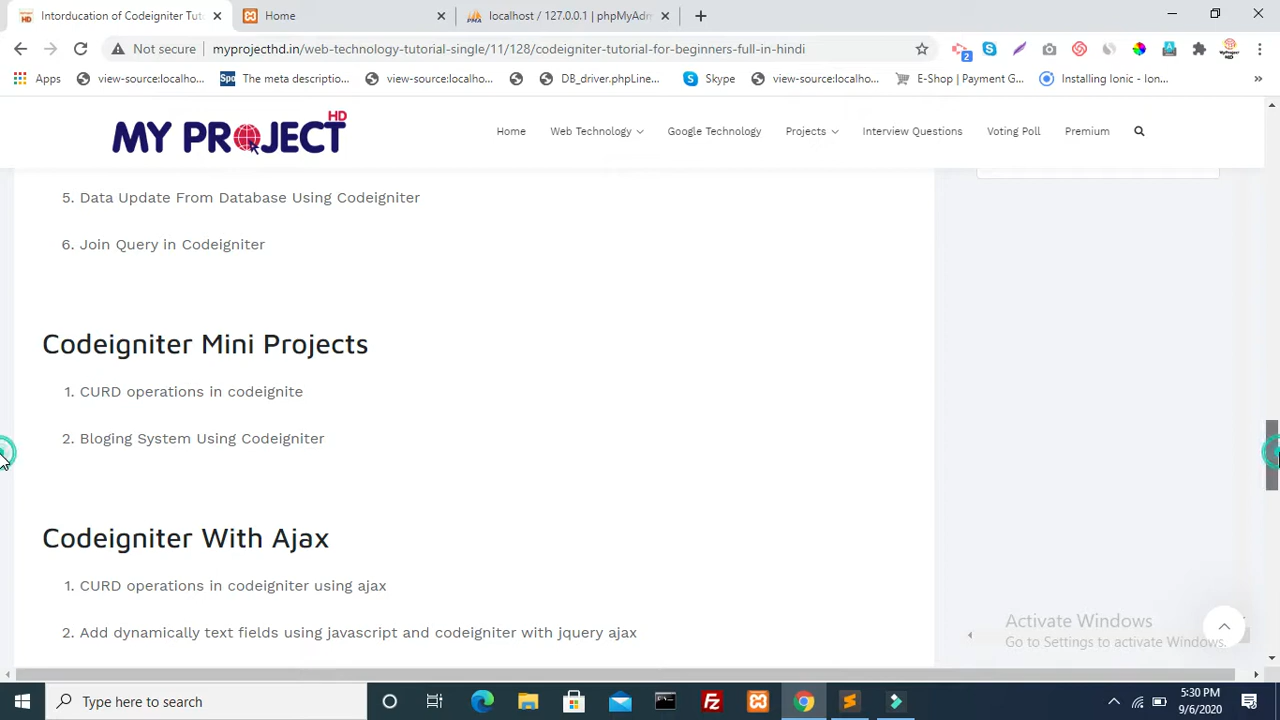 Intorducation of Codeigniter Tut
Home
localhost / 127.0.0.1 | phpMyAdm
Not secure
myprojecthd.in/web-technology-tutorial-single/11/128/codeigniter-tutorial-for-beginners-full-in-hindi
2
Apps
view-source:localho...
Spo
The meta descriptio...
view-source:localho...
DB_driver.phpLine...
Skype
view-source:localho...
E-Shop | Payment G...
Installing Ionic - Ion...
»
MY PROJECT HD
Home
Web Technology
Google Technology
Projects
Interview Questions
Voting Poll
Premium
5. Data Update From Database Using Codeigniter
6. Join Query in Codeigniter
Codeigniter Mini Projects
1. CURD operations in codeignite
2. Bloging System Using Codeigniter
Codeigniter With Ajax
1. CURD operations in codeigniter using ajax
2. Add dynamically text fields using javascript and codeigniter with jquery ajax
Activate Windows
Go to Settings to activate Windows.
Type here to search
5:30 PM
9/6/2020